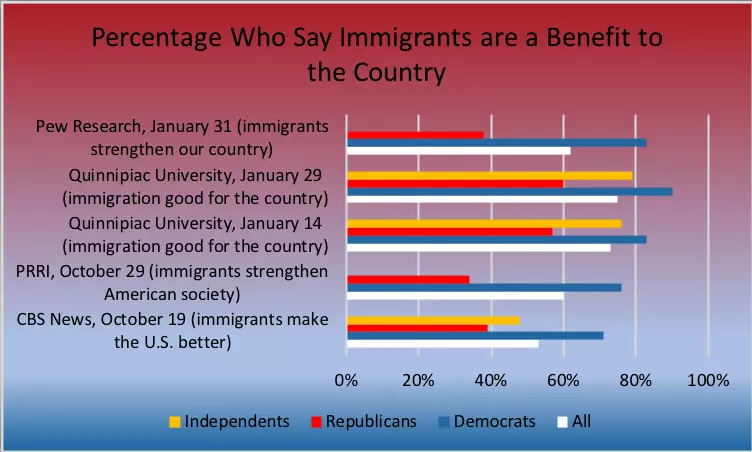 Percentage Who Say Immigrants are a Benefit to
the Country
Pew Research, January 31 (immigrants
strengthen our country)
Quinnipiac University, January 29
(immigration good for the country)
Quinnipiac University, January 14
(immigration good for the country)
PRRI, October 29 (immigrants strengthen
American society)
CBS News, October 19 (immigrants make
the U.S. better)
0% 20% 40% 60% 80% 100%
Independents Republicans Democrats All